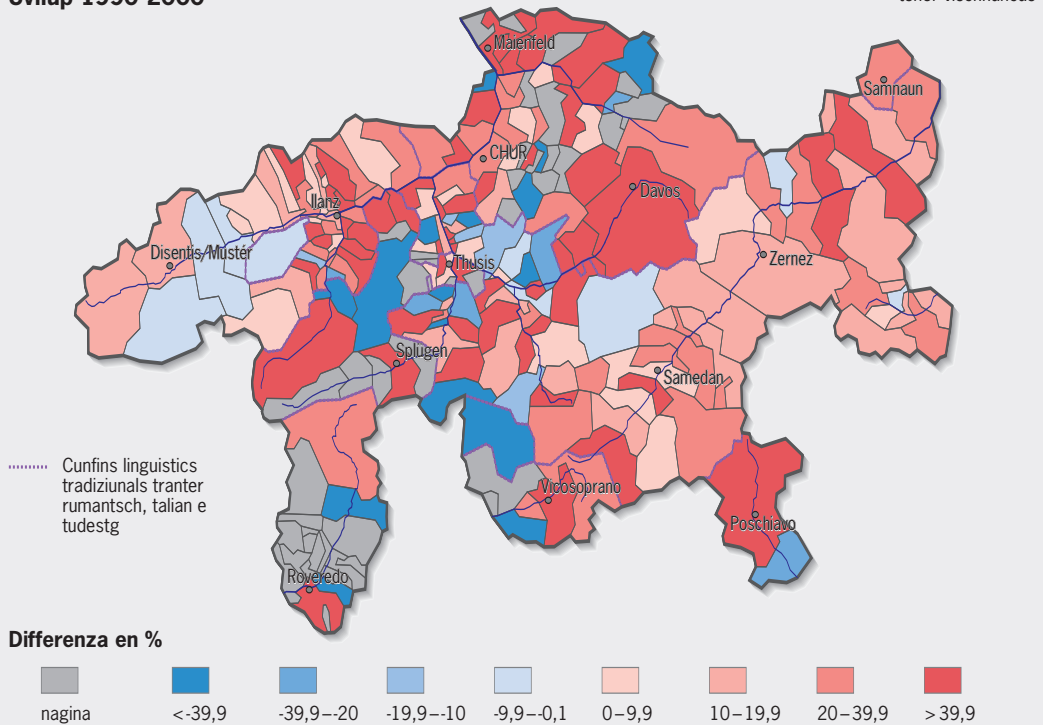 Maienfeld
Samnaun
CHUR
Davos
Ilanz
Disentis/Mustér
Thusis
Zernez
Splugen
Samedan
Cunfins linguistics
tradiziunals tranter
rumantsch, talian e
tudestg
Vicosoprano
Poschiavo
Roveredo
Differenza en %
nagina
<-39,9
-39,9–-20
-19,9–-10
-9,9–-0,1
0–9,9
10–19,9
20–39,9
>39,9